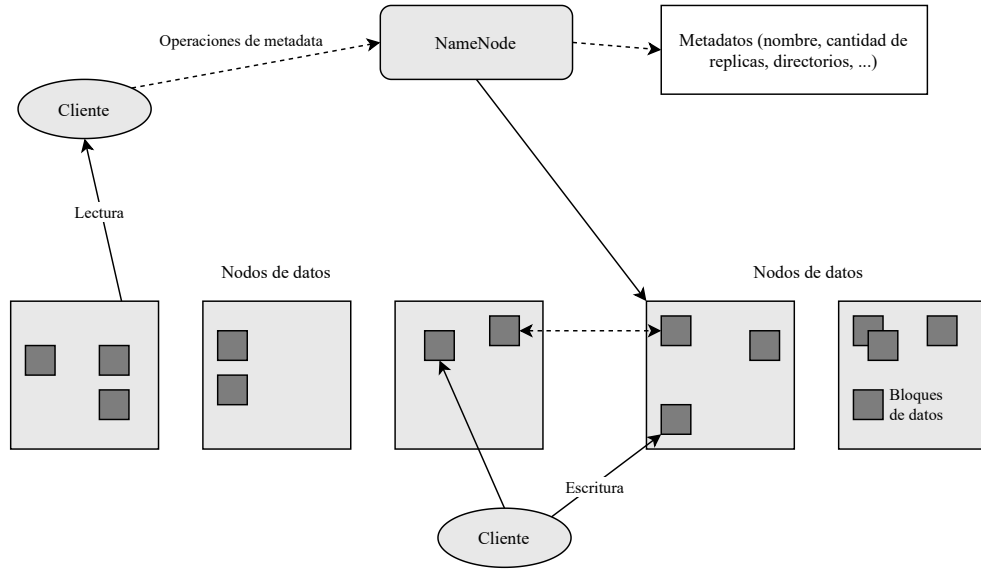 Operaciones de metadata
NameNode
Metadatos (nombre, cantidad de
replicas, directorios, ...)
Cliente
Lectura
Nodos de datos
Nodos de datos
Bloques
de datos
Escritura
Cliente